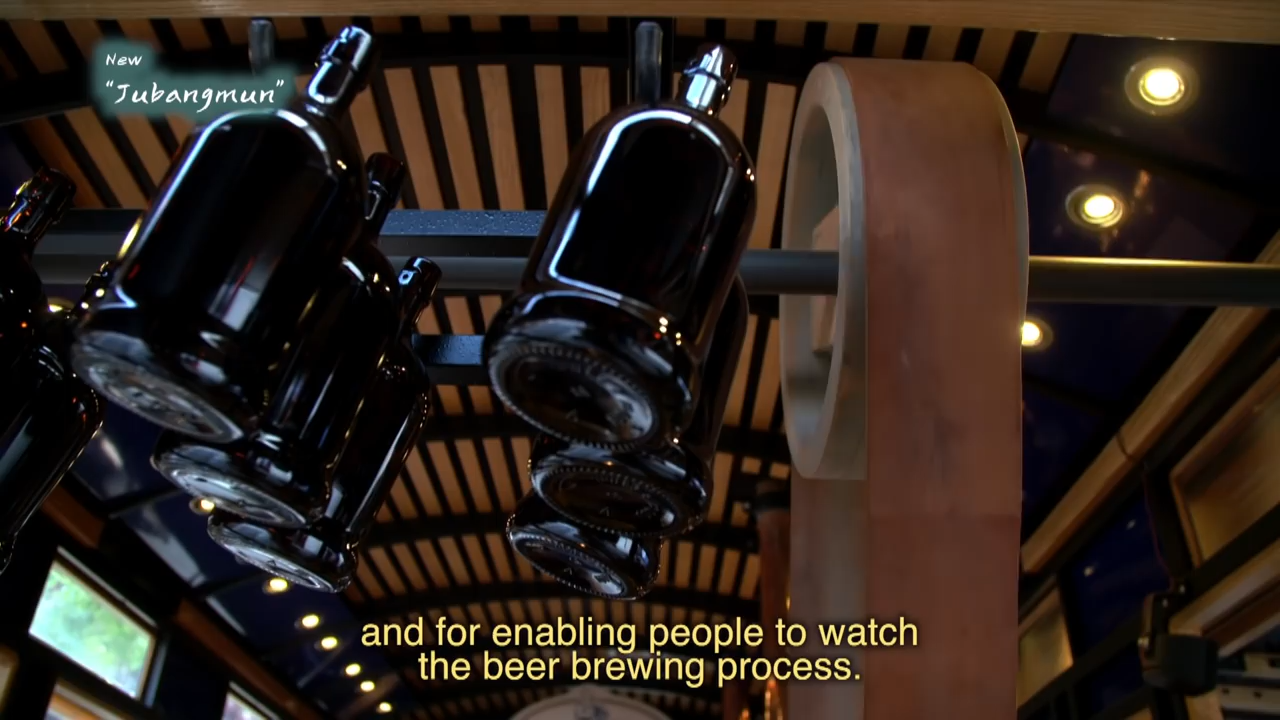 New
“Jubangmun”
and for enabling people to watch
the beer brewing process.